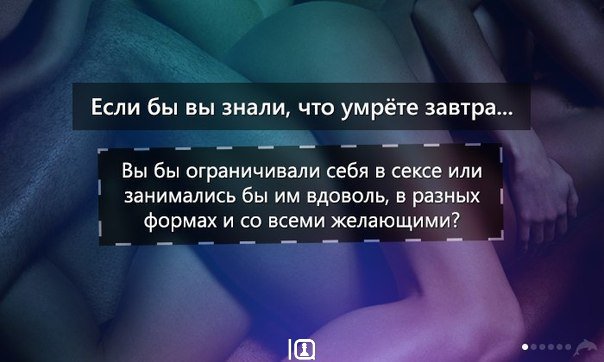 Если бы вы знали, что умрёте завтра...
Вы бы ограничивали себя в сексе или
занимались бы им вдоволь, в разных
формах и со всеми желающими?